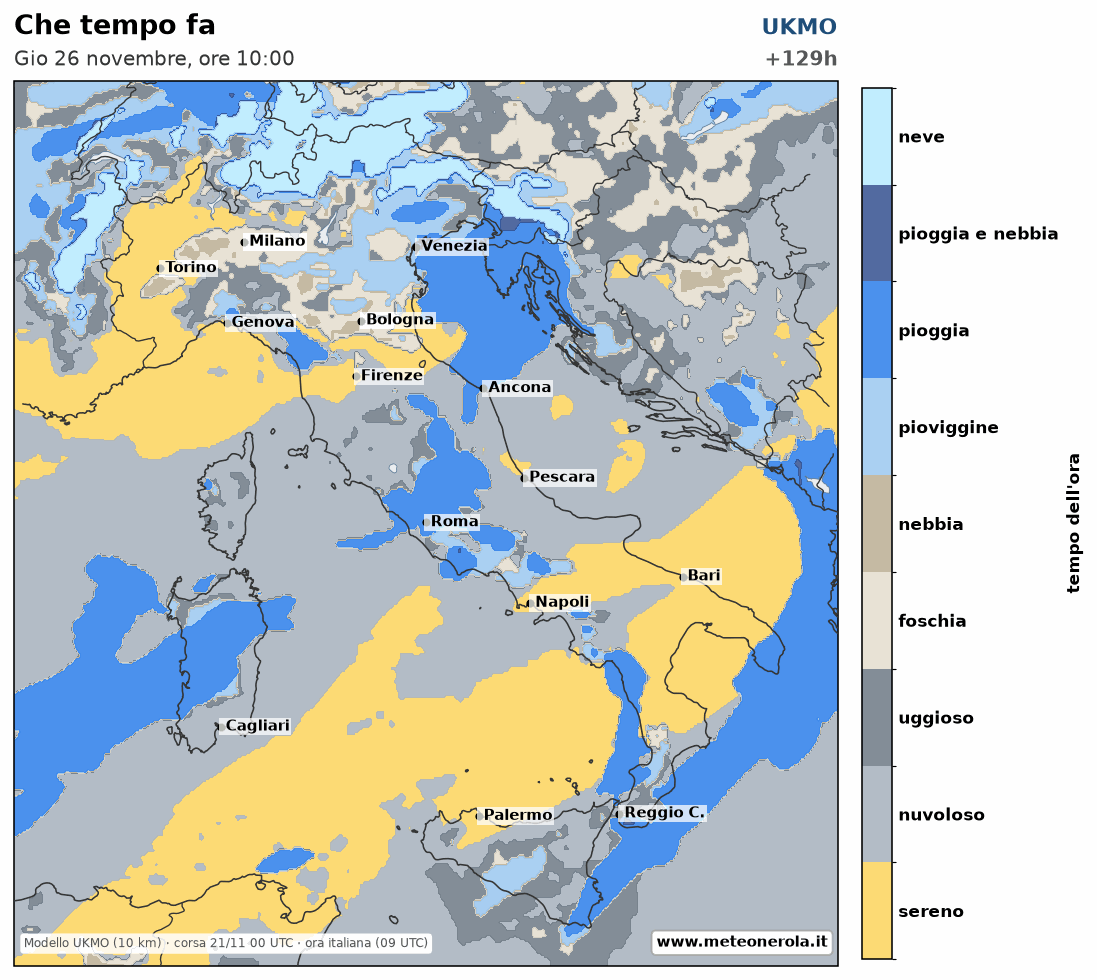 Che tempo fa
UKMO
Gio 26 novembre, ore 10:00
+129h
neve
pioggia e nebbia
pioggia
pioviggine
nebbia
foschia
uggioso
nuvoloso
sereno
tempo dell'ora
Milano
Venezia
Torino
Genova
Bologna
Firenze
Ancona
Pescara
Roma
Bari
Napoli
Cagliari
Palermo
Reggio C.
Modello UKMO (10 km) · corsa 21/11 00 UTC · ora italiana (09 UTC)
www.meteonerola.it